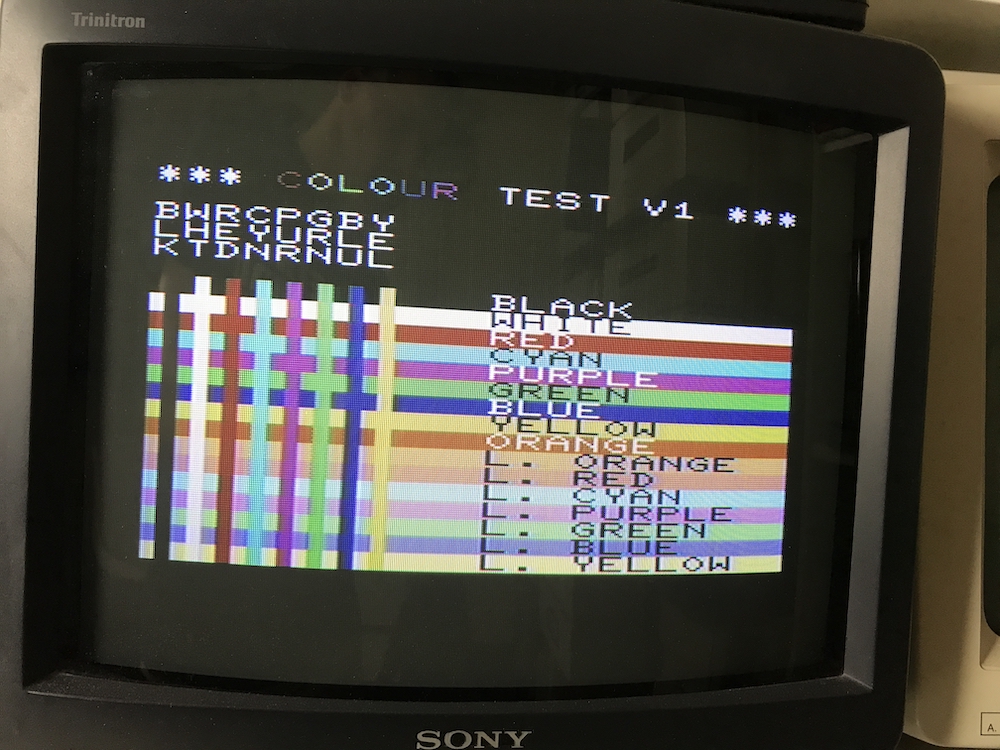 Trinitron
*** COLOUR TEST V1 ***
BWRCPGBY
LHEYURLE
KTDNRNUL
BLACK
WHITE
RED
CYAN
PURPLE
GREEN
BLUE
YELLOW
ORANGE
L. ORANGE
L. RED
L. CYAN
L. PURPLE
L. GREEN
L. BLUE
L. YELLOW
SONY